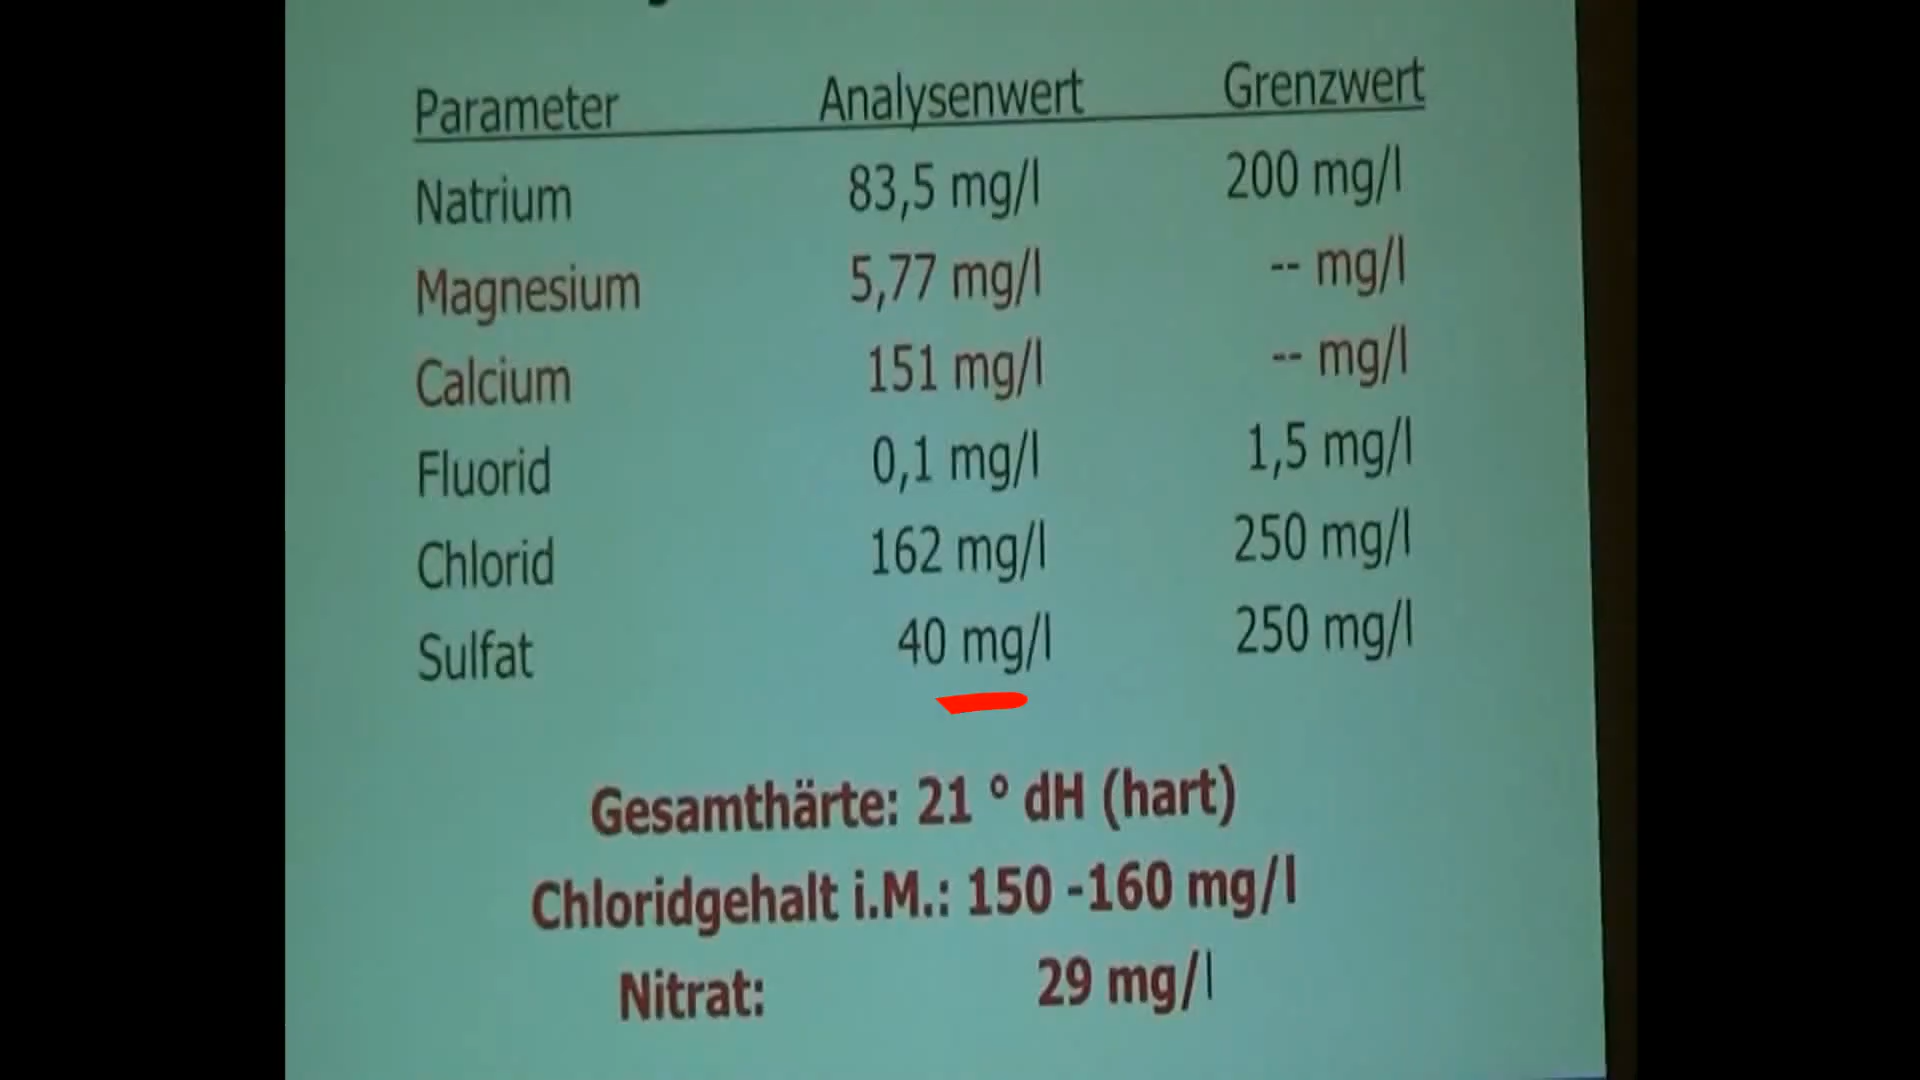 Parameter Analysenwert Grenzwert
Natrium 83,5 mg/l 200 mg/l
Magnesium 5,77 mg/l -- mg/l
Calcium 151 mg/l -- mg/l
Fluorid 0,1 mg/l 1,5 mg/l
Chlorid 162 mg/l 250 mg/l
Sulfat 40 mg/l 250 mg/l
Gesamthärte: 21 ° dH (hart)
Chloridgehalt i.M.: 150 -160 mg/l
Nitrat: 29 mg/l